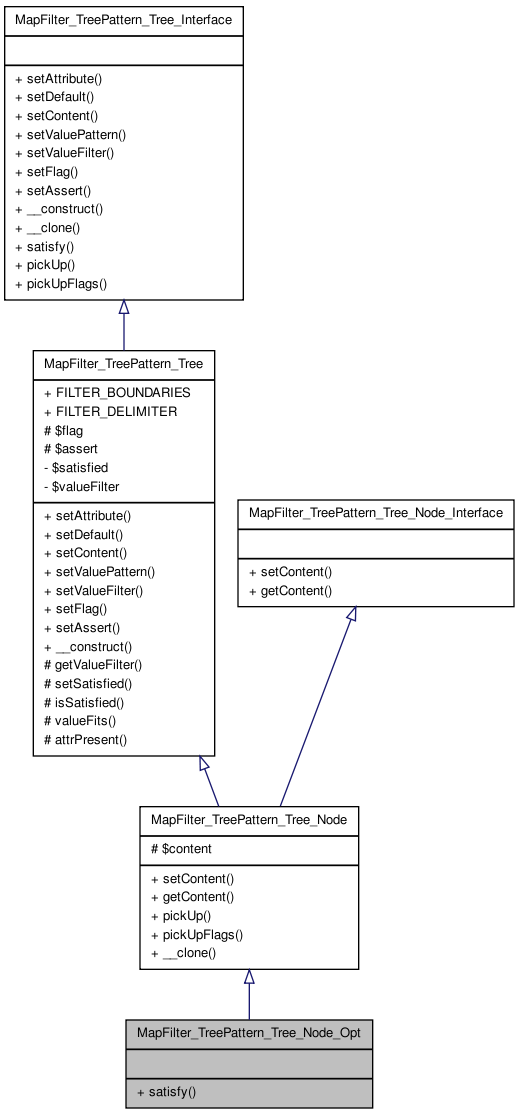 MapFilter_TreePattern_Tree_Interface
+ setAttribute()
+ setDefault()
+ setContent()
+ setValuePattern()
+ setValueFilter()
+ setFlag()
+ setAssert()
+ __construct()
+ __clone()
+ satisfy()
+ pickUp()
+ pickUpFlags()
MapFilter_TreePattern_Tree
+ FILTER_BOUNDARIES
+ FILTER_DELIMITER
# $flag
# $assert
- $satisfied
- $valueFilter
+ setAttribute()
+ setDefault()
+ setContent()
+ setValuePattern()
+ setValueFilter()
+ setFlag()
+ setAssert()
+ __construct()
# getValueFilter()
# setSatisfied()
# isSatisfied()
# valueFits()
# attrPresent()
MapFilter_TreePattern_Tree_Node_Interface
+ setContent()
+ getContent()
MapFilter_TreePattern_Tree_Node
# $content
+ setContent()
+ getContent()
+ pickUp()
+ pickUpFlags()
+ __clone()
MapFilter_TreePattern_Tree_Node_Opt
+ satisfy()